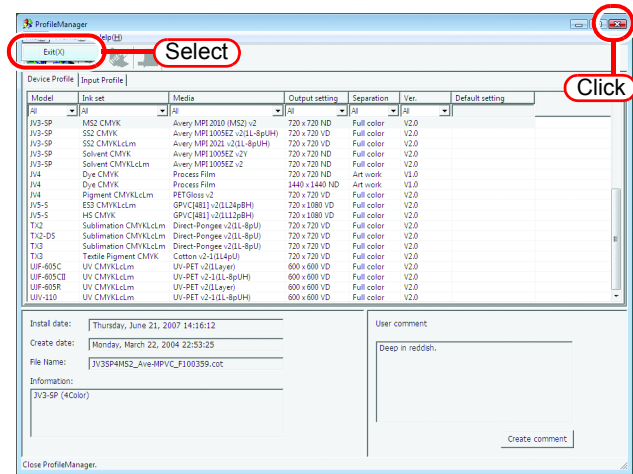 ProfileManager
Help(H)
Exit(X)
Select
Click
Device Profile Input Profile
Model Ink set Media Output setting Separation Ver. Default setting
All All All All All All
JV3-SP MS2 CMYK Avery MPI 2010 (MS2) v2 720 x 720 ND Full color V2.0
JV3-SP SS2 CMYK Avery MPI 1005EZ v2(1L-8pUH) 720 x 720 VD Full color V2.0
JV3-SP SS2 CMYKLcLm Avery MPI 2021 v2(1L-8pUH) 720 x 720 VD Full color V2.0
JV3-SP Solvent CMYK Avery MPI 1005EZ v2Y 720 x 720 ND Full color V2.0
JV3-SP Solvent CMYKLcLm Avery MPI 1005EZ v2 720 x 720 ND Full color V2.0
JV4 Dye CMYK Process Film 720 x 720 ND Art work V1.0
JV4 Dye CMYK Process Film 1440 x 1440 ND Art work V1.0
JV4 Pigment CMYKLcLm PETGloss v2 720 x 720 VD Full color V2.0
JV5-S ES3 CMYKLcLm GPVC[481] v2(1L24pBH) 720 x 1080 VD Full color V2.0
JV5-S HS CMYK GPVC[481] v2(1L12pBH) 720 x 1080 VD Full color V2.0
TX2 Sublimation CMYKLcLm Direct-Pongee v2(1L-8pU) 720 x 720 VD Full color V2.0
TX2-DS Sublimation CMYKLcLm Direct-Pongee v2(1L-8pU) 720 x 720 VD Full color V2.0
TX3 Sublimation CMYKLcLm Direct-Pongee v2(1L-8pU) 720 x 720 VD Full color V2.0
TX3 Textile Pigment CMYK Cotton v2-1(1L4pU) 720 x 720 VD Full color V2.0
UJF-605C UV CMYKLcLm UV-PET v2(1Layer) 600 x 600 VD Full color V2.0
UJF-605CII UV CMYKLcLm UV-PET v2-1(1L-8pUH) 600 x 600 VD Full color V2.0
UJF-605R UV CMYKLcLm UV-PET v2(1Layer) 600 x 600 VD Full color V2.0
UJV-110 UV CMYKLcLm UV-PET v2-1(1L-8pUH) 600 x 600 VD Full color V2.0
Install date: Thursday, June 21, 2007 14:16:12
Create date: Monday, March 22, 2004 22:53:25
File Name: JV3SP4MS2_Ave-MPVC_F100359.cot
Information:
JV3-SP (4Color)
User comment
Deep in reddish.
Create comment
Close ProfileManager.